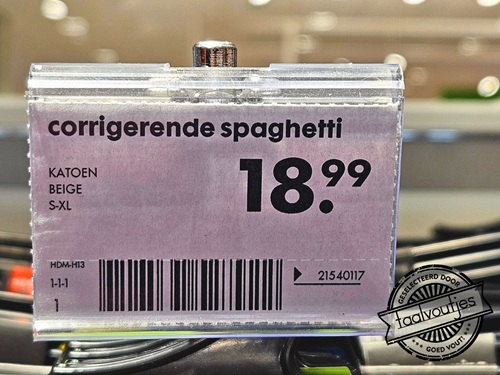 corrigerende spaghetti
KATOEN
BEIGE
S-XL
18.99
HDM-H13
1-1-1
1
21540117
GESELECTEERD DOOR
taalvoutjes
GOED VOUT!